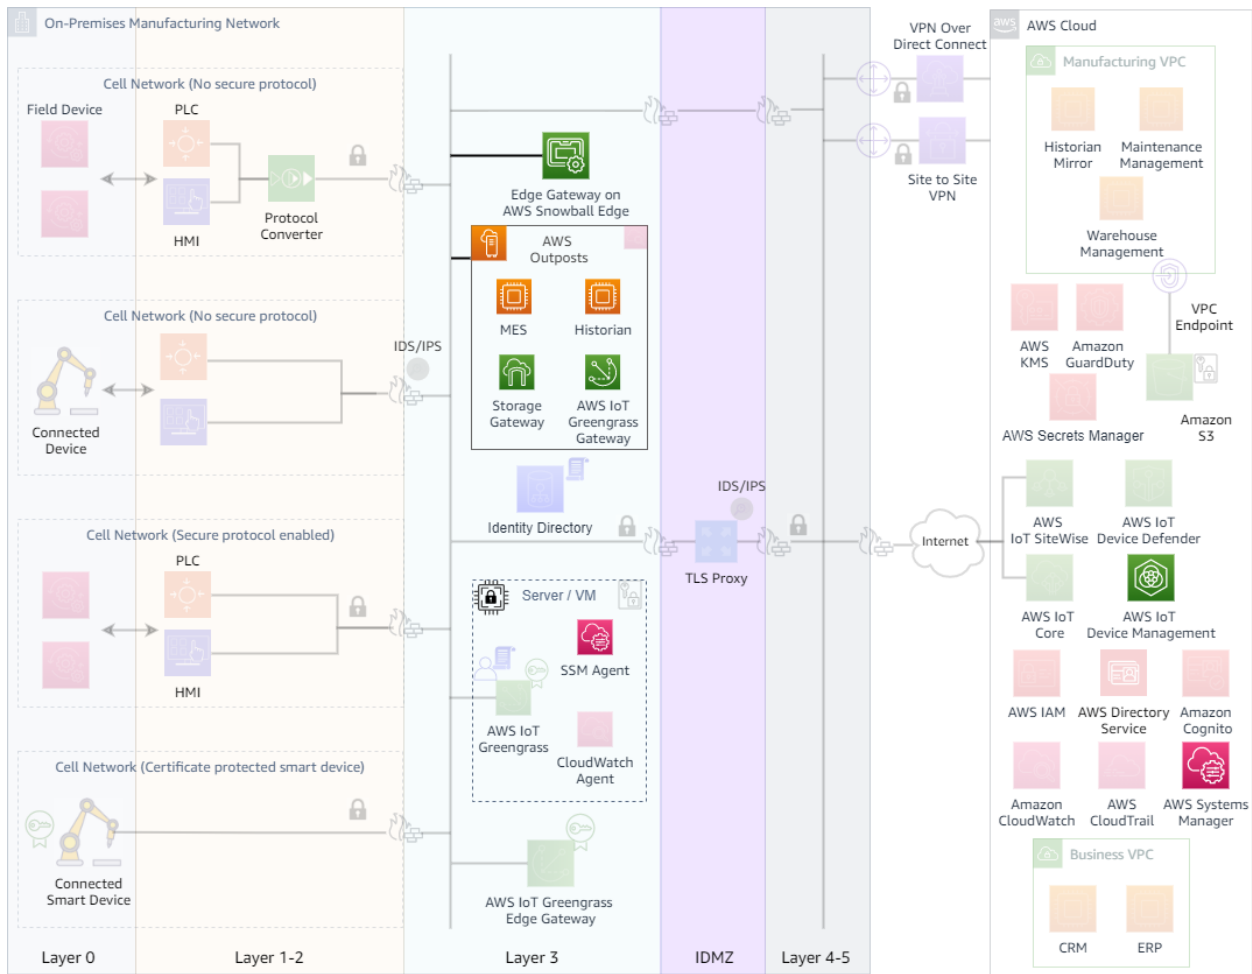 On-Premises Manufacturing Network
VPN Over
Direct Connect
aws
AWS Cloud
Manufacturing VPC
Cell Network (No secure protocol)
Field Device
PLC
HMI
Protocol
Converter
Edge Gateway on
AWS Snowball Edge
Site to Site
VPN
Historian
Mirror
Maintenance
Management
Warehouse
Management
AWS
Outposts
MES
Historian
Storage
Gateway
AWS IoT
Greengrass
Gateway
Cell Network (No secure protocol)
Connected
Device
IDS/IPS
VPC
Endpoint
AWS
KMS
Amazon
GuardDuty
AWS Secrets Manager
Amazon
S3
Identity Directory
IDS/IPS
TLS Proxy
Internet
AWS
IoT SiteWise
AWS IoT
Device Defender
AWS IoT
Core
AWS IoT
Device Management
Cell Network (Secure protocol enabled)
PLC
HMI
Server / VM
SSM Agent
AWS IoT
Greengrass
CloudWatch
Agent
AWS IAM
AWS Directory
Service
Amazon
Cognito
Amazon
CloudWatch
AWS
CloudTrail
AWS Systems
Manager
Cell Network (Certificate protected smart device)
Connected
Smart Device
AWS IoT Greengrass
Edge Gateway
Business VPC
CRM
ERP
Layer 0
Layer 1-2
Layer 3
IDMZ
Layer 4-5